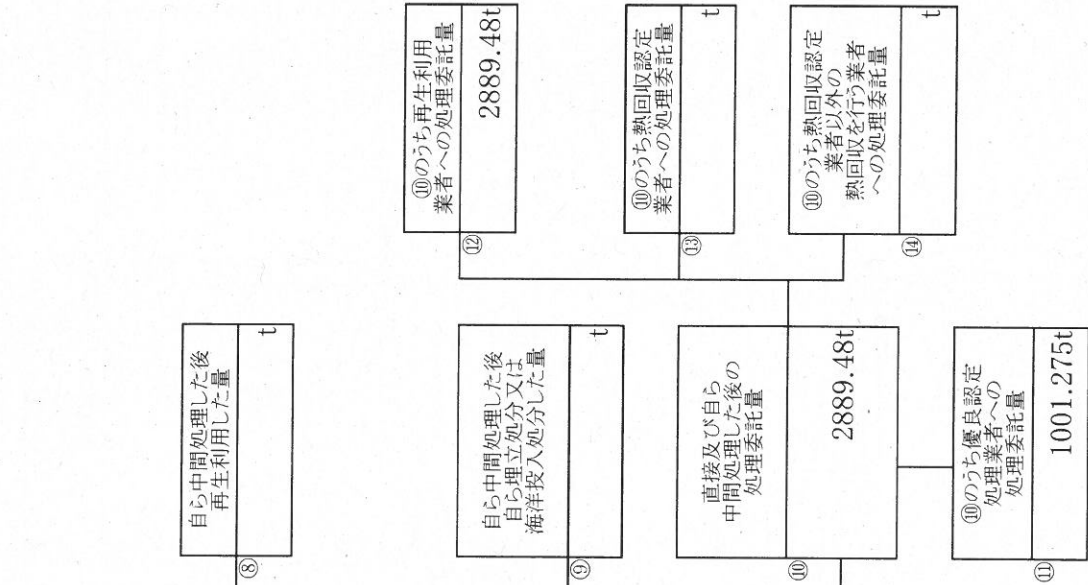 ⑧
自ら中間処理した後
再生利用した量
t
⑨
自ら中間処理した後
自ら埋立処分又は
海洋投入処分した量
t
⑩
直接及び自ら
中間処理した後の
処理委託量
2889.48t
⑪
⑩のうち優良認定
処理業者への
処理委託量
1001.275t
⑫
⑩のうち再生利用
業者への処理委託量
2889.48t
⑬
⑩のうち熱回収認定
業者への処理委託量
t
⑭
⑩のうち熱回収認定
業者以外の
熱回収を行う業者
への処理委託量
t